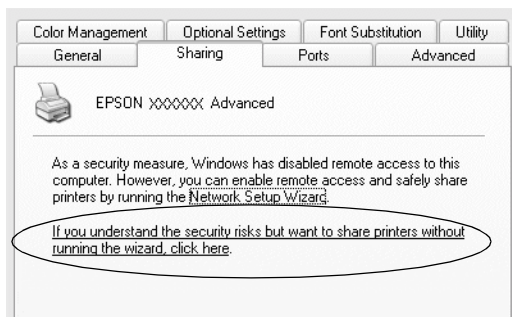 Color Management Optional Settings Font Substitution Utility
General Sharing Ports Advanced
EPSON XXXXXX Advanced
As a security measure, Windows has disabled remote access to this
computer. However, you can enable remote access and safely share
printers by running the Network Setup Wizard.
If you understand the security risks but want to share printers without
running the wizard, click here.